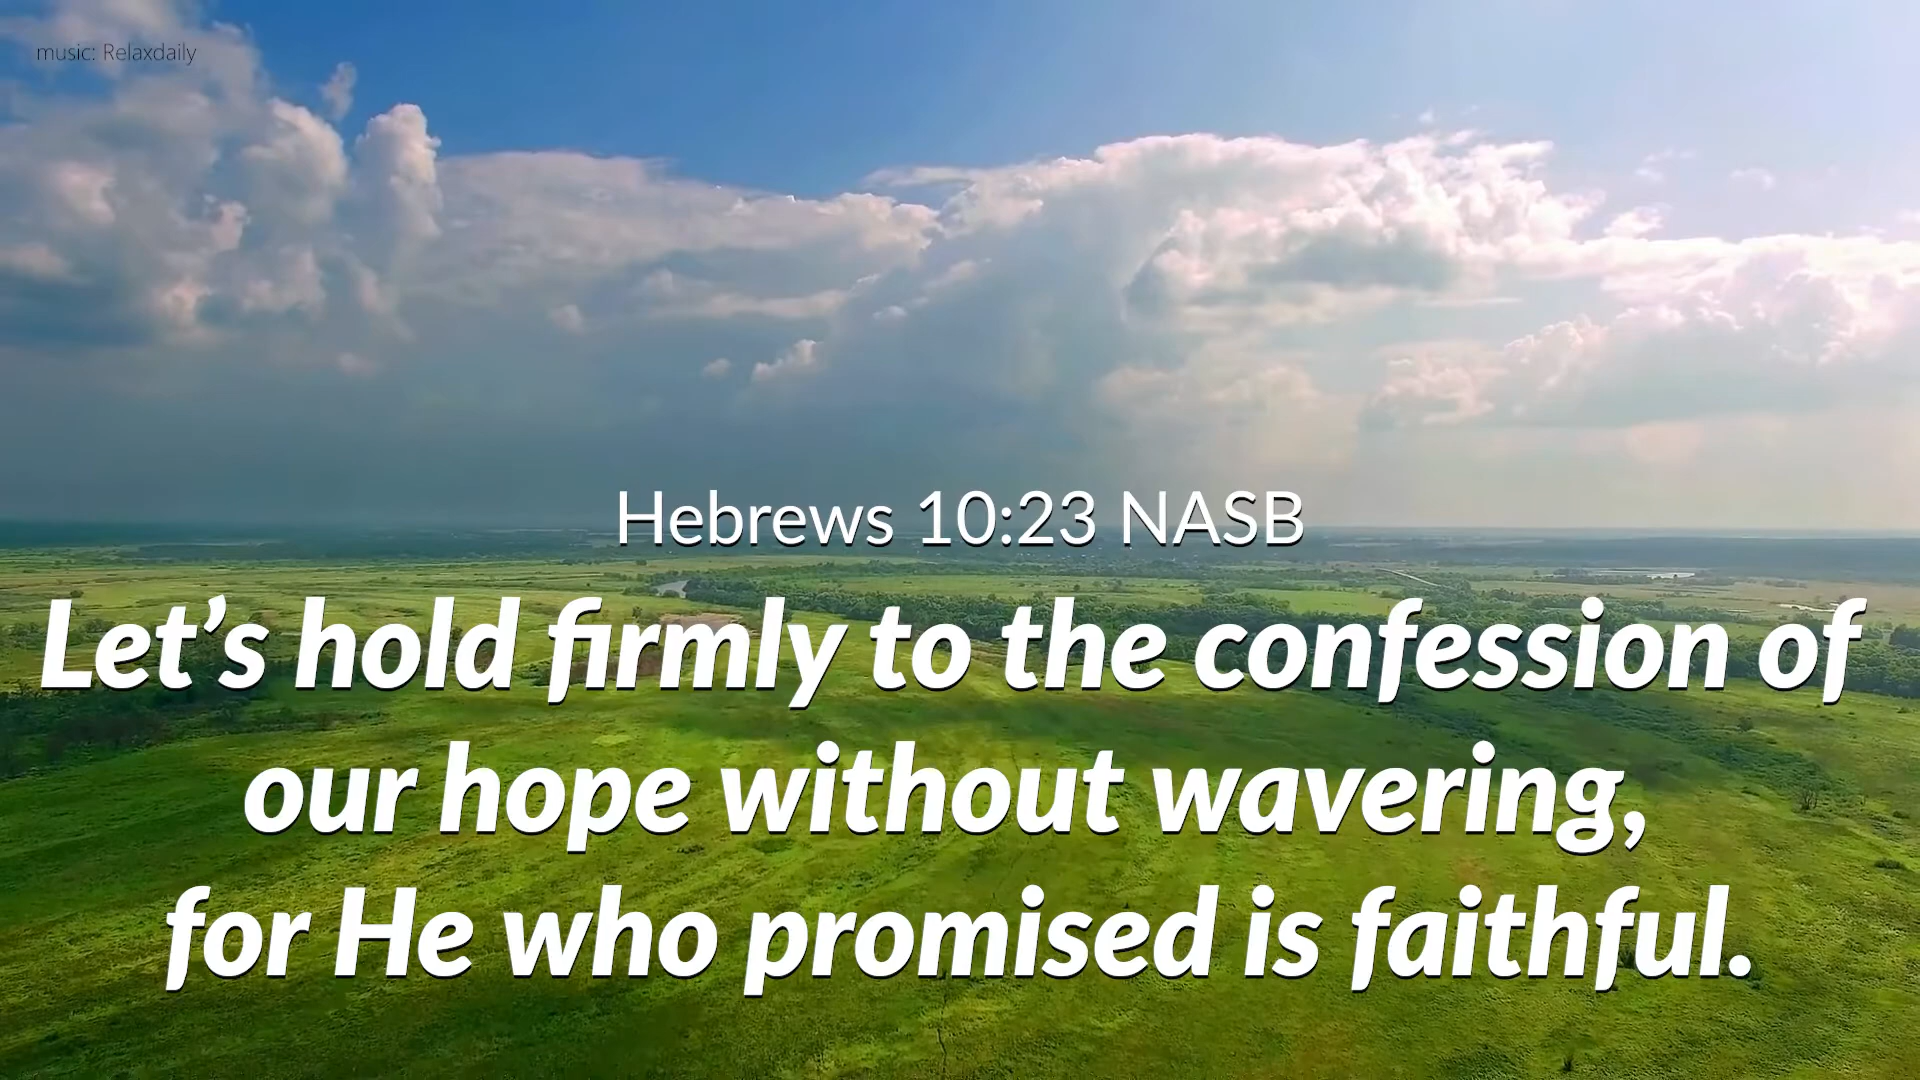 music: Relaxdaily
Hebrews 10:23 NASB
Let’s hold firmly to the confession of
our hope without wavering,
for He who promised is faithful.